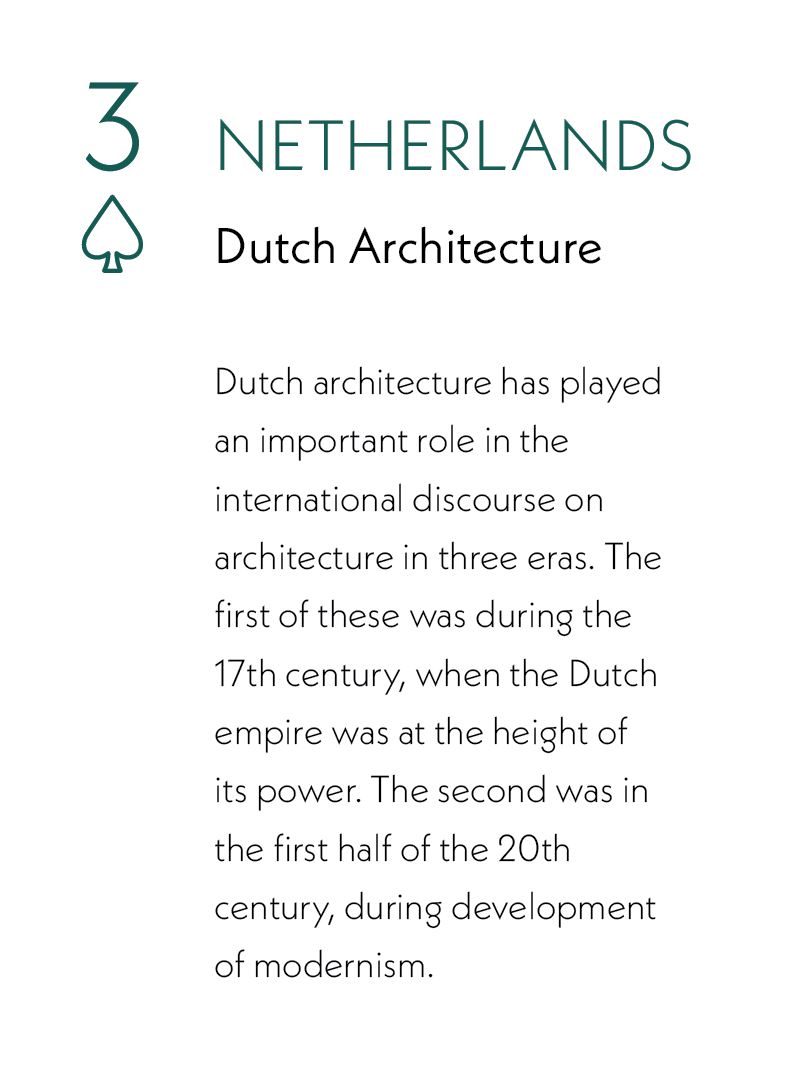 3
NETHERLANDS
Dutch Architecture
Dutch architecture has played
an important role in the
international discourse on
architecture in three eras. The
first of these was during the
17th century, when the Dutch
empire was at the height of
its power. The second was in
the first half of the 20th
century, during development
of modernism.